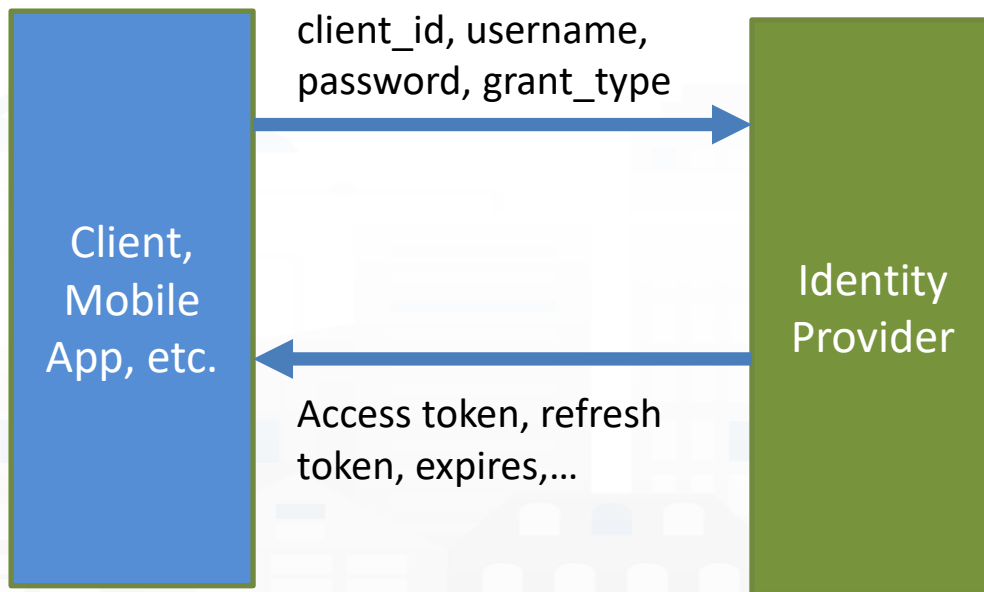 client_id, username,
password, grant_type
Client,
Mobile
App, etc.
Identity
Provider
Access token, refresh
token, expires,...